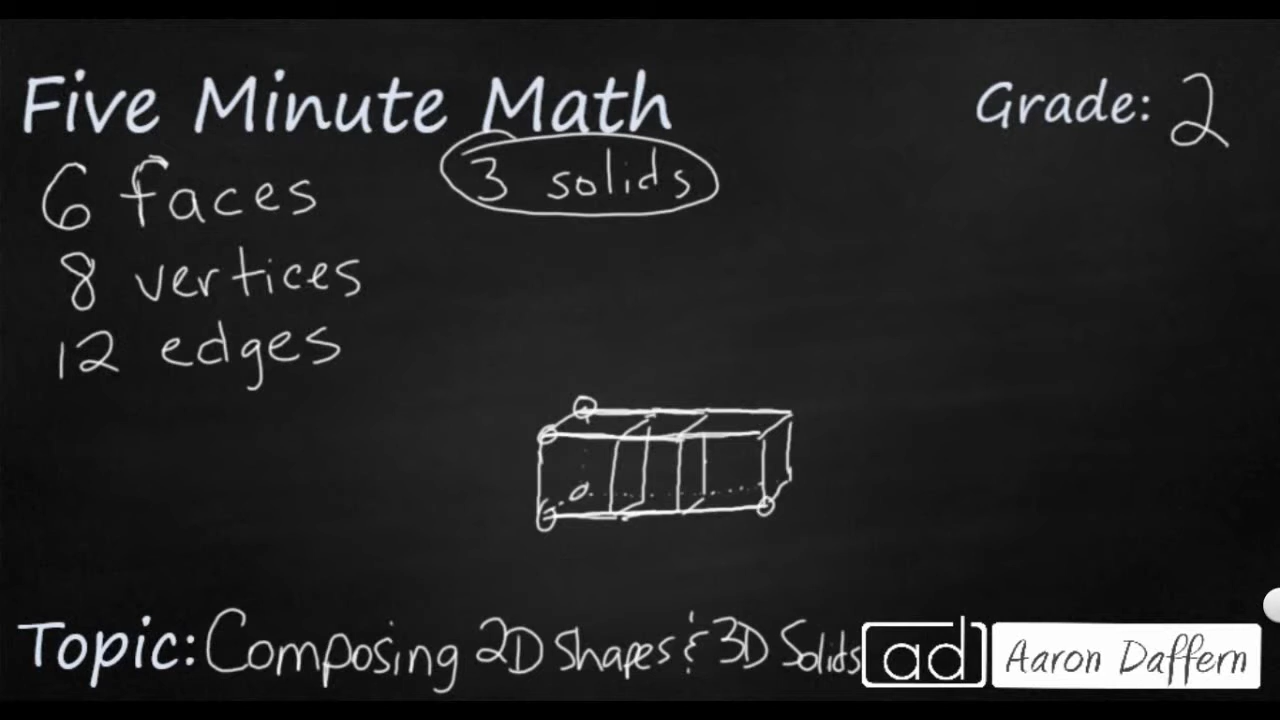 Five Minute Math
Grade: 2
6 faces
3 solids
8 vertices
12 edges
Topic: Composing 2D Shapes & 3D Solids
ad Aaron Daffern